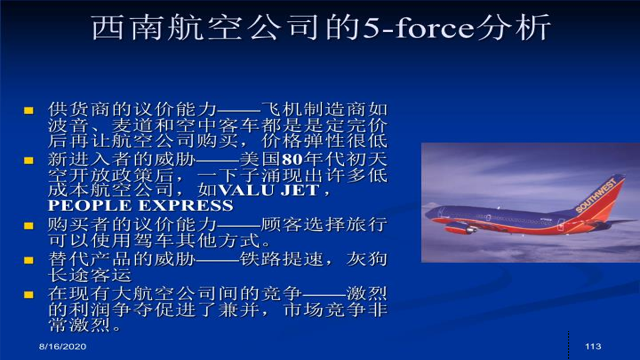 西南航空公司的5-force分析
供货商的议价能力——飞机制造商如
波音、麦道和空中客车都是是定完价
后再让航空公司购买，价格弹性很低
新进入者的威胁——美国80年代初天
空开放政策后，一下子涌现出许多低
成本航空公司，如VALU JET，
PEOPLE EXPRESS
购买者的议价能力——顾客选择旅行
可以使用驾车其他方式。
替代产品的威胁——铁路提速，灰狗
长途客运
在现有大航空公司间的竞争——激烈
的利润争夺促进了兼并，市场竞争非
常激烈。
SOUTHWEST
8/16/2020
113